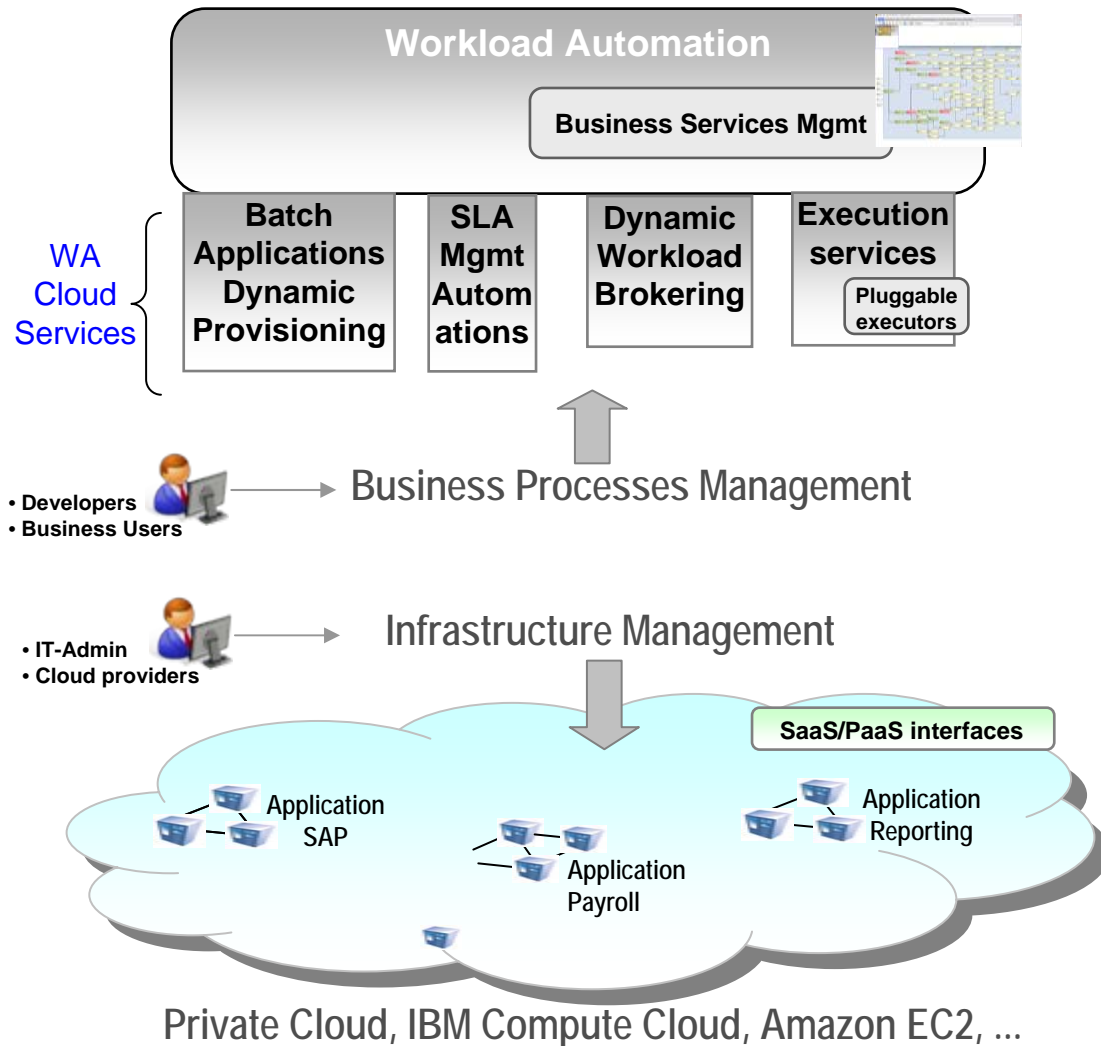 Workload Automation
Business Services Mgmt
WA
Cloud
Services
Batch
Applications
Dynamic
Provisioning
SLA
Mgmt
Autom
ations
Dynamic
Workload
Brokering
Execution
services
Pluggable
executors
• Developers
• Business Users
Business Processes Management
• IT-Admin
• Cloud providers
Infrastructure Management
SaaS/PaaS interfaces
Application
SAP
Application
Payroll
Application
Reporting
Private Cloud, IBM Compute Cloud, Amazon EC2, ...